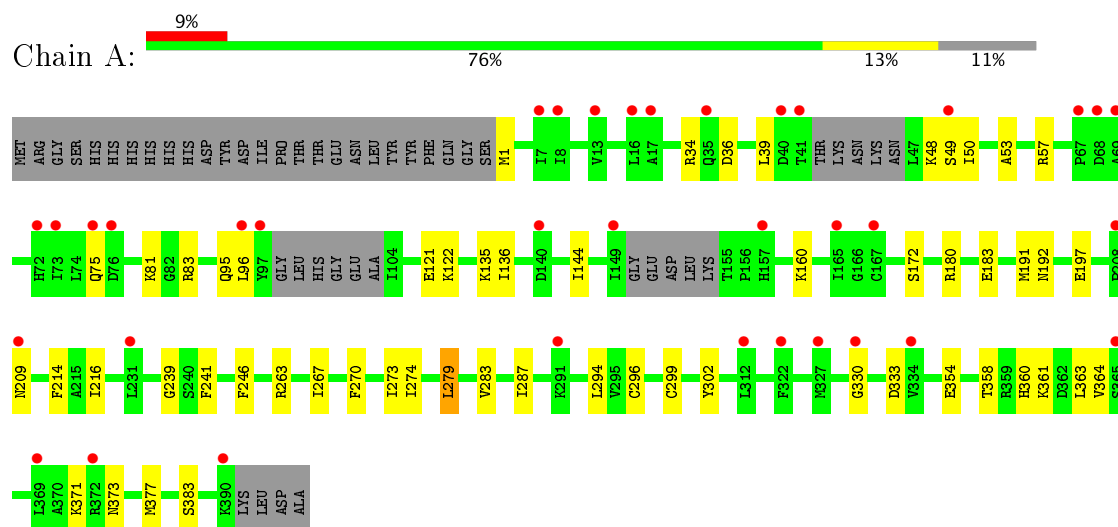 9%
Chain A:
76% 13% 11%
MET ARG GLY SER HIS HIS HIS HIS HIS HIS ASP TYR ASP ILE PRO THR THR GLU ASN LEU TYR TYR PHE GLN GLY SER M1 I7 I8 V13 L16 A17 R34 Q35 D36 L39 D40 T41 THR LYS ASN LYS ASN L47 K48 S49 I50 A53 R57 P67 D68 A69
H72 I73 L74 Q75 D76 K81 G82 R83 Q95 L96 Y97 GLY LEU HIS GLY GLU ALA I104 E121 K122 K135 I136 D140 I144 I149 GLY GLU ASP LEU LYS T155 P156 H157 K160 I165 G166 C167 S172 R180 E183 M191 N192 E197 P208
N209 F214 A215 I216 L231 G239 S240 F241 F246 R263 I267 F270 I273 I274 L279 V283 I287 K291 L294 V295 C296 C299 Y302 L312 F322 M327 G330 D333 V334 E354 T358 R359 H360 K361 D362 L363 V364 S365
L369 A370 K371 R372 N373 M377 S383 K390 LYS LEU ASP ALA